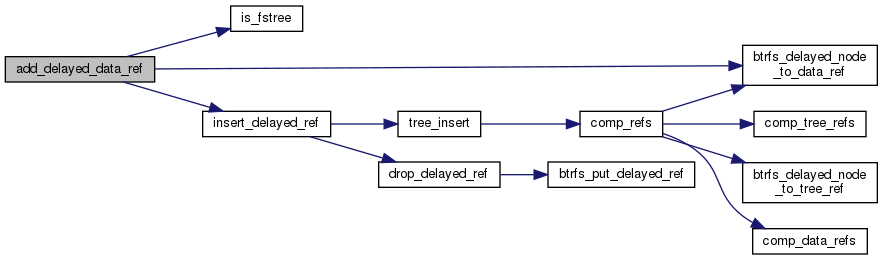 is_fstree
add_delayed_data_ref
btrfs_delayed_node
_to_data_ref
insert_delayed_ref
tree_insert
comp_refs
comp_tree_refs
drop_delayed_ref
btrfs_put_delayed_ref
btrfs_delayed_node
_to_tree_ref
comp_data_refs